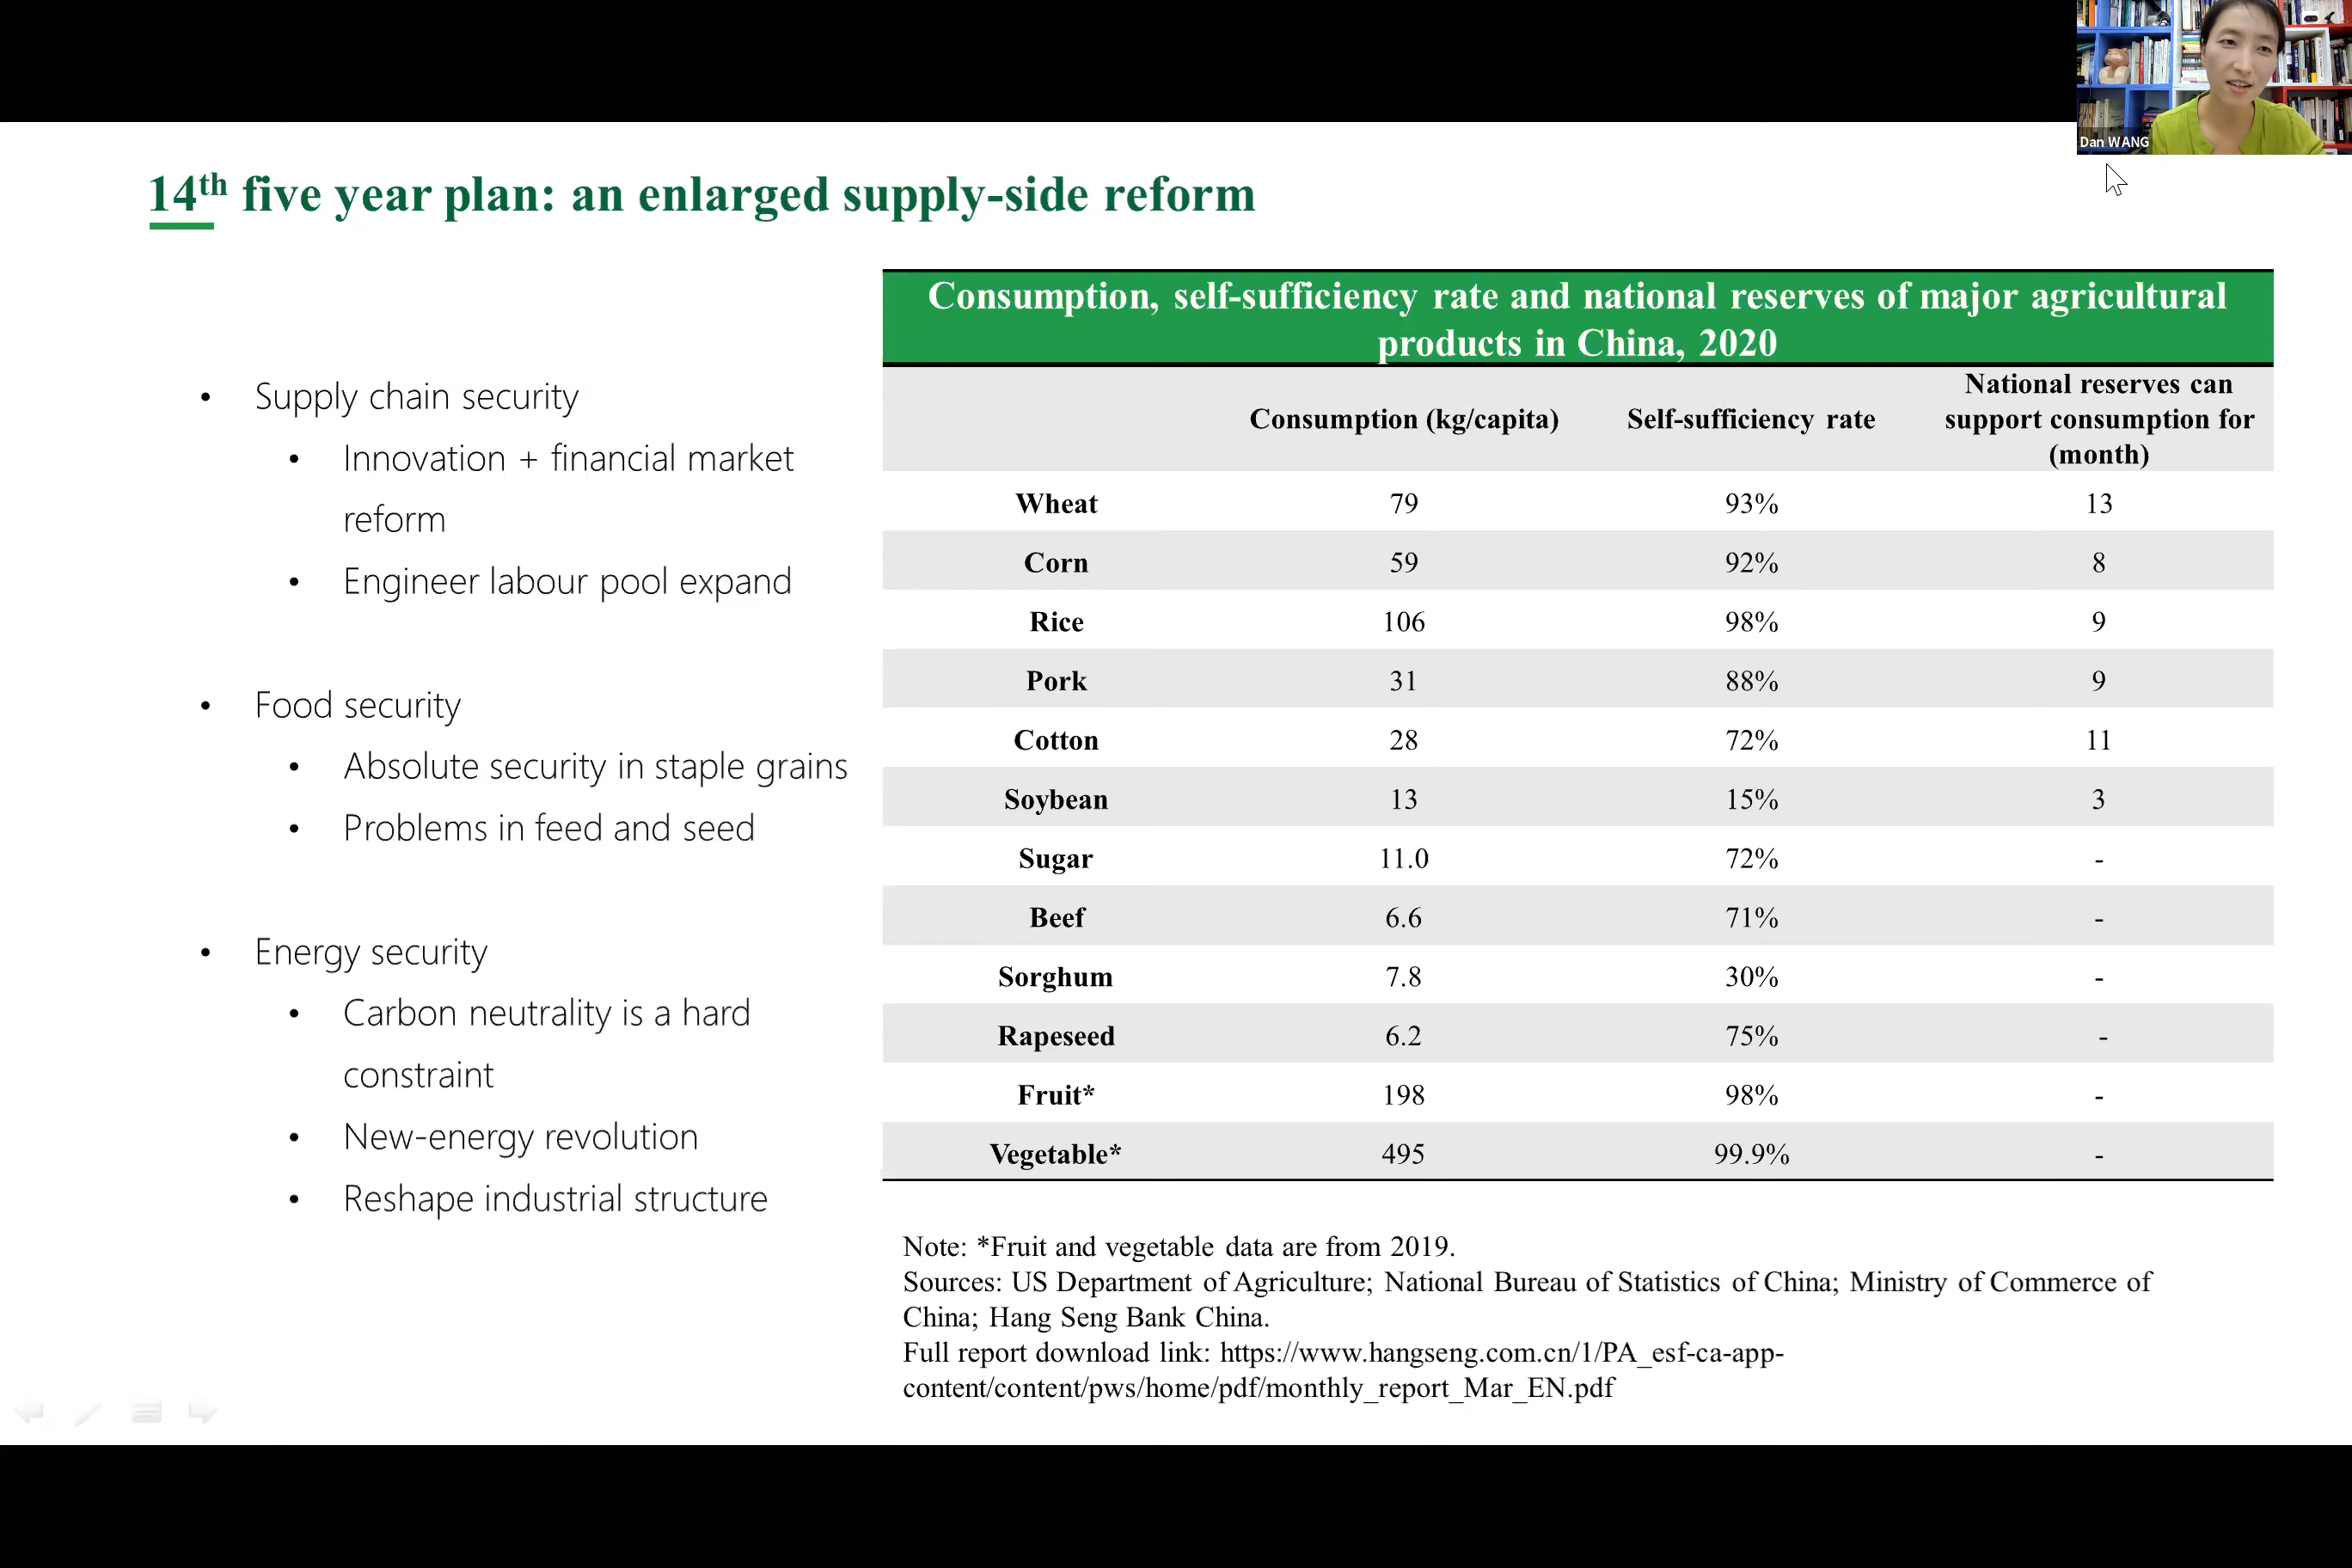 Dan WANG
14th five year plan: an enlarged supply-side reform
• Supply chain security
• Innovation + financial market
reform
• Engineer labour pool expand
• Food security
• Absolute security in staple grains
• Problems in feed and seed
• Energy security
• Carbon neutrality is a hard
constraint
• New-energy revolution
• Reshape industrial structure
Consumption, self-sufficiency rate and national reserves of major agricultural
products in China, 2020
Consumption (kg/capita) Self-sufficiency rate National reserves can
support consumption for
(month)
Wheat 79 93% 13
Corn 59 92% 8
Rice 106 98% 9
Pork 31 88% 9
Cotton 28 72% 11
Soybean 13 15% 3
Sugar 11.0 72% -
Beef 6.6 71% -
Sorghum 7.8 30% -
Rapeseed 6.2 75% -
Fruit* 198 98% -
Vegetable* 495 99.9% -
Note: *Fruit and vegetable data are from 2019.
Sources: US Department of Agriculture; National Bureau of Statistics of China; Ministry of Commerce of
China; Hang Seng Bank China.
Full report download link: https://www.hangseng.com.cn/1/PA_esf-ca-app-
content/content/pws/home/pdf/monthly_report_Mar_EN.pdf